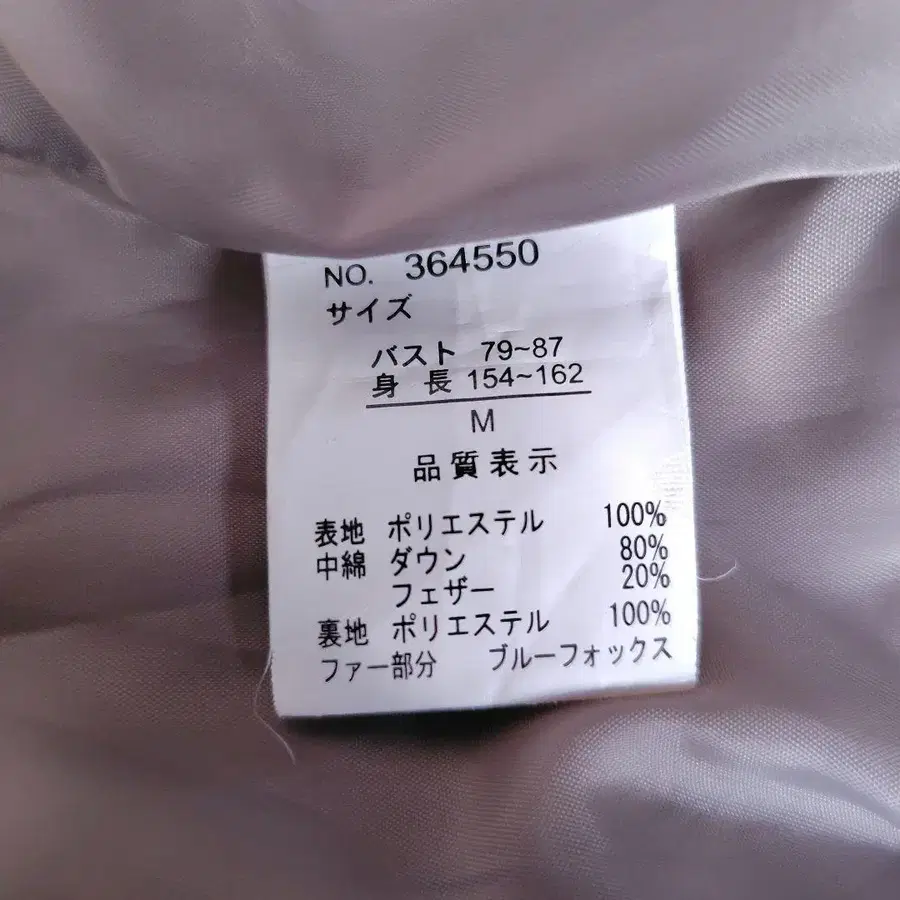 NO. 364550
サイズ
バスト 79~87
身 長 154~162
M
品質表示
表地 ポリエステル 100%
中綿 ダウン 80%
フェザー 20%
裏地 ポリエステル 100%
ファー部分 ブルーフォックス